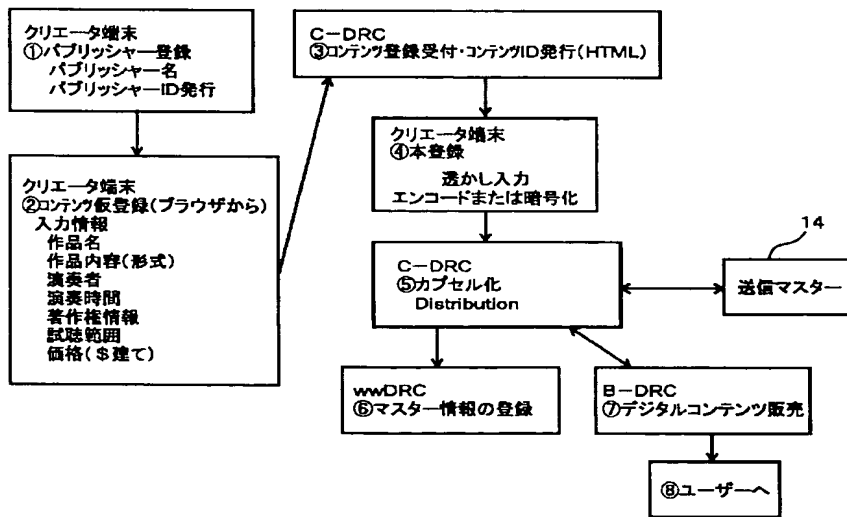 クリエータ端末
①パブリッシャー登録
パブリッシャー名
パブリッシャーID発行
クリエータ端末
②コンテンツ仮登録(ブラウザから)
入力情報
作品名
作品内容(形式)
演奏者
演奏時間
著作権情報
試聴範囲
価格($建て)
C-DRC
③コンテンツ登録受付・コンテンツID発行(HTML)
クリエータ端末
④本登録
透かし入力
エンコードまたは暗号化
C-DRC
⑤カプセル化
Distribution
14
送信マスター
wwDRC
⑥マスター情報の登録
B-DRC
⑦デジタルコンテンツ販売
⑧ユーザーへ